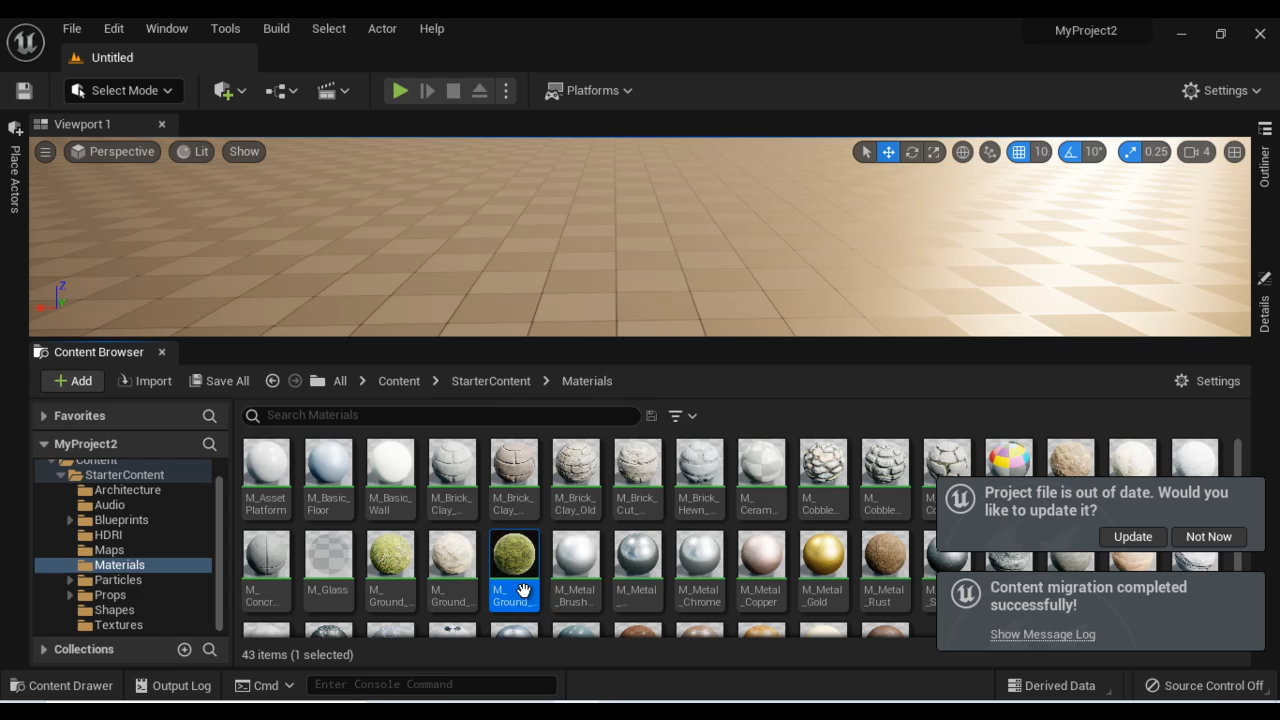 File Edit Window Tools Build Select Actor Help
MyProject2
Untitled
Select Mode
Platforms
Settings
Viewport 1
Place Actors
Outliner
Details
Perspective Lit Show
10 10° 0.25 4
Z
Content Browser
Add Import Save All All Content StarterContent Materials
Settings
Favorites
Search Materials
MyProject2
Content
StarterContent
Architecture
Audio
Blueprints
HDRI
Maps
Materials
Particles
Props
Shapes
Textures
Collections
M_Asset Platform
M_Basic_ Floor
M_Basic_ Wall
M_Brick_ Clay_...
M_Brick_ Clay_...
M_Brick_ Clay_Old
M_Brick_ Cut_...
M_Brick_ Hewn_...
M_ Ceram...
M_ Cobble...
M_ Cobble...
M_ Concr...
M_Glass
M_ Ground_...
M_ Ground_...
M_ Ground_...
M_Metal_ Brush...
M_Metal _...
M_Metal _Chrome
M_Metal _Copper
M_Metal _Gold
M_Metal _Rust
Project file is out of date. Would you
like to update it?
Update Not Now
Content migration completed
successfully!
Show Message Log
43 items (1 selected)
Content Drawer Output Log Cmd Enter Console Command Derived Data Source Control Off